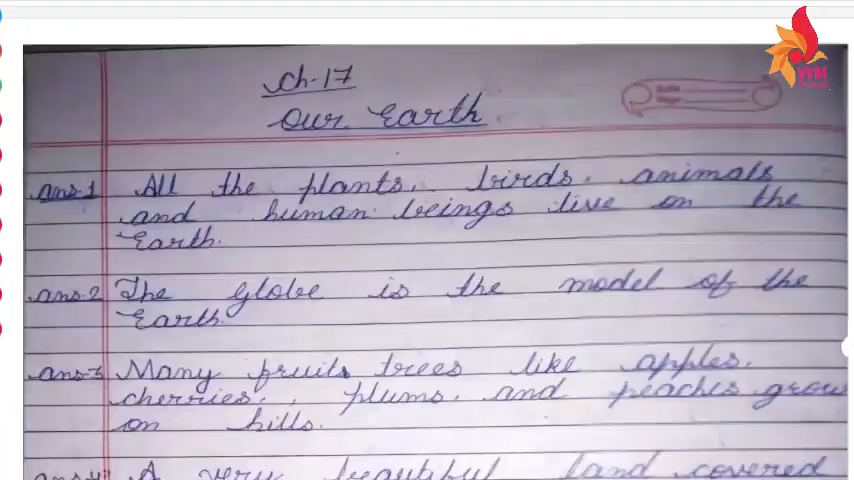 Ch-17
Our Earth
ans-1 All the plants, birds, animals
and human beings live on the
Earth.
ans-2 The globe is the model of the
Earth.
ans-3 Many fruits trees like apples,
cherries, plums, and peaches grow
on hills.
A very beautiful land covered
VVM